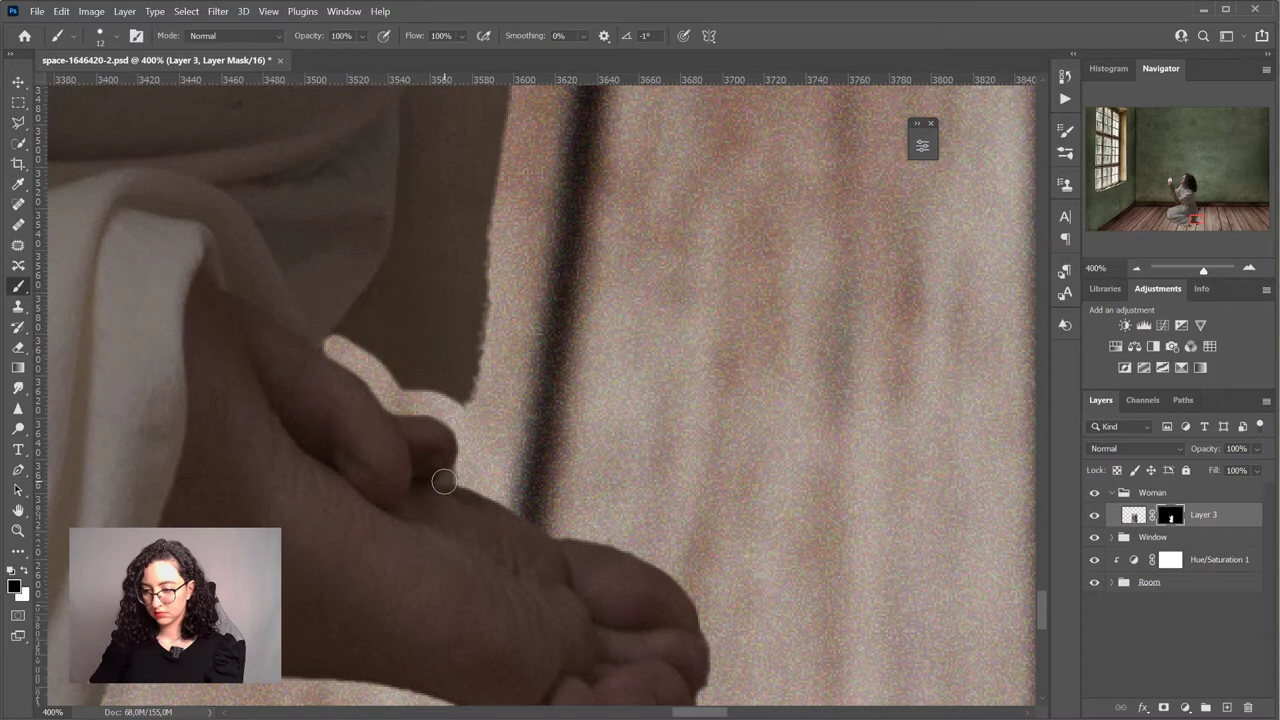 Ps File Edit Image Layer Type Select Filter 3D View Plugins Window Help
12 Mode: Normal Opacity: 100% Flow: 100% Smoothing: 0% -1°
space-1646420-2.psd @ 400% (Layer 3, Layer Mask/16) *
3380 3400 3420 3440 3460 3480 3500 3520 3540 3560 3580 3600 3620 3640 3660 3680 3700 3720 3740 3760 3780 3800 3820 3840
Histogram Navigator
400%
Libraries Adjustments Info
Add an adjustment
Layers Channels Paths
Kind
Normal Opacity: 100%
Lock: Fill: 100%
Woman
Layer 3
Window
Hue/Saturation 1
Room
400% Doc: 68,0M/155,0M